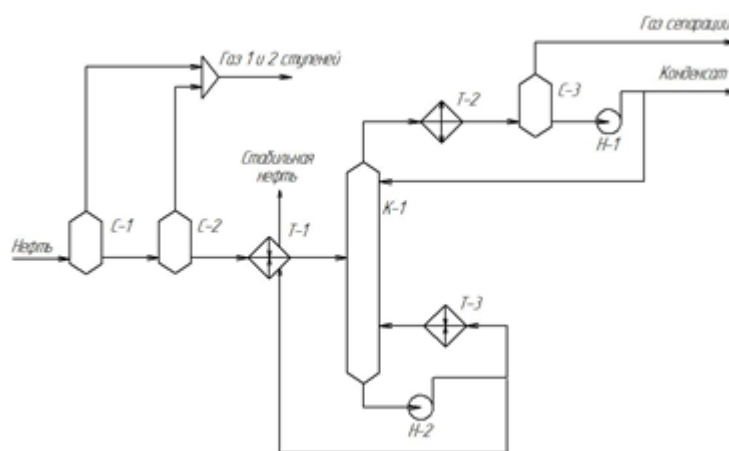 Газ сепарации
Газ 1 и 2 ступеней
Т-2
С-3
Конденсат
Н-1
Стабильная
нефть
К-1
Нефть
С-1
С-2
Т-1
Т-3
Н-2